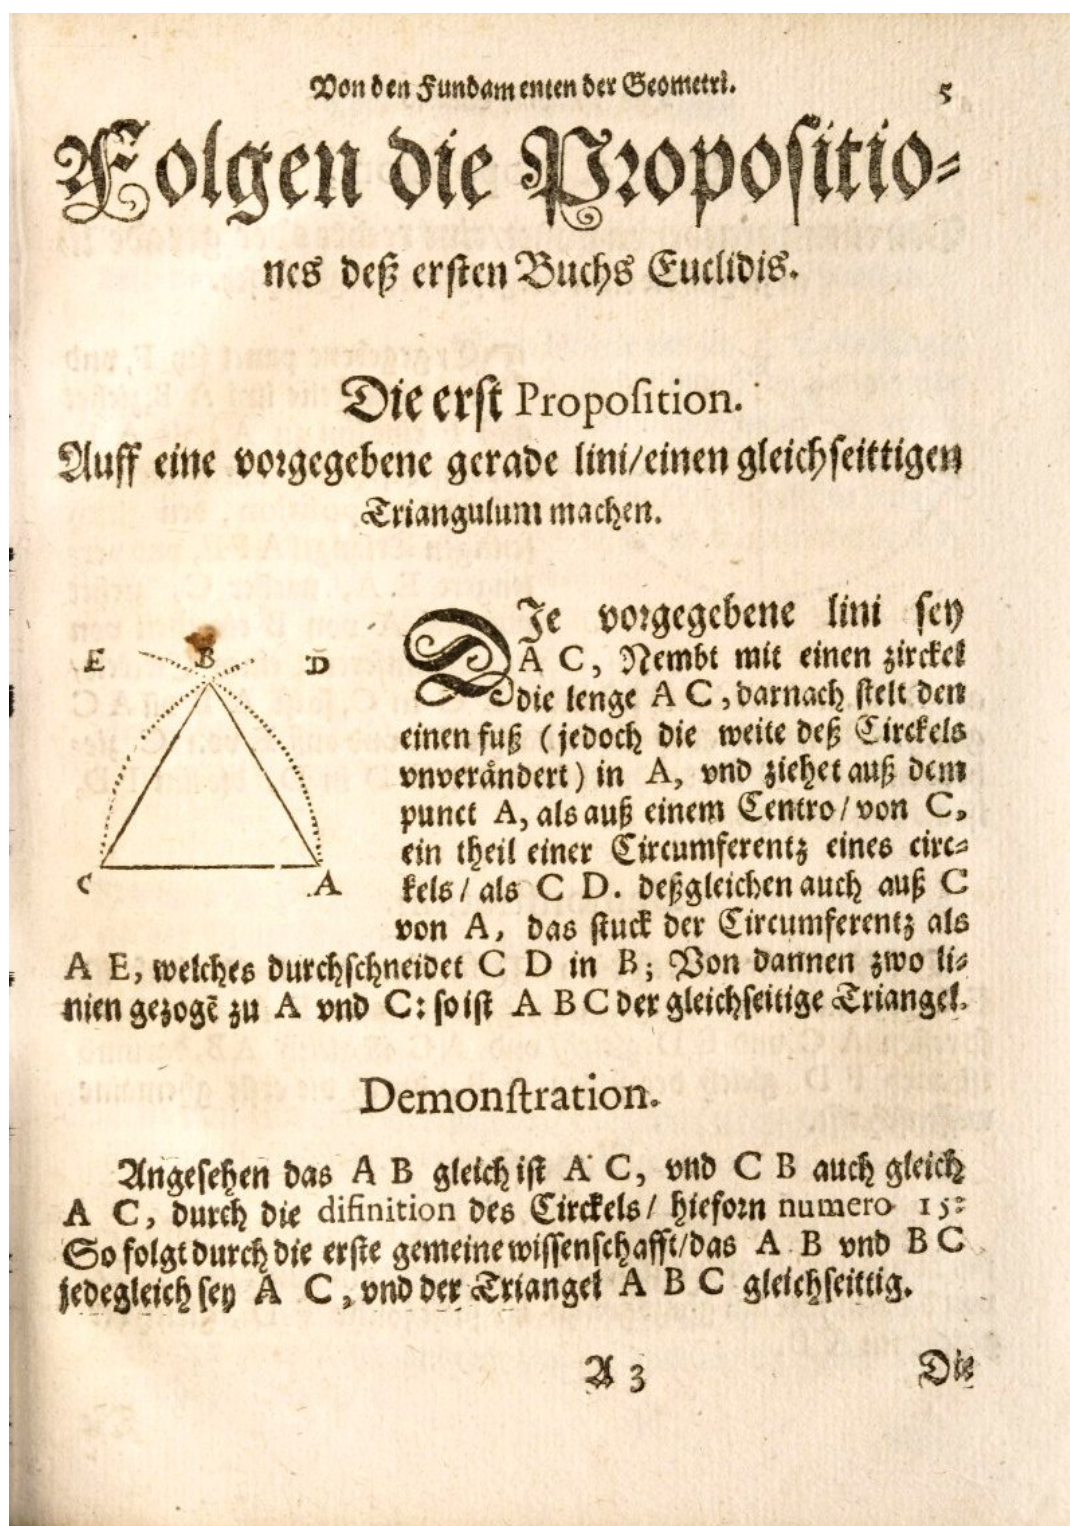 Von den Fundamenten der Geometri. 5
Folgen die Propositio-
nes deß ersten Buchs Euclidis.
Die erst Proposition.
Auff eine vorgegebene gerade lini/einen gleichseittigen
Triangulum machen.
E B D
C A
DIe vorgegebene lini sey
A C, Nembt mit einen zirckel
die lenge A C, darnach stelt den
einen fuß (jedoch die weite deß Circkels
vnverändert) in A, vnd ziehet auß dem
punct A, als auß einem Centro/von C,
ein theil einer Circumferentz eines circ-
kels/ als C D. deßgleichen auch auß C
von A, das stuck der Circumferentz als
A E, welches durchschneidet C D in B; Von dannen zwo li-
nien gezogē zu A vnd C: so ist A B C der gleichseitige Triangel.
Demonstration.
Angesehen das A B gleich ist A C, vnd C B auch gleich
A C, durch die difinition des Circkels/ hieforn numero 15:
So folgt durch die erste gemeine wissenschafft/das A B vnd B C
jedegleich sey A C, vnd der Triangel A B C gleichseittig.
A 3 Die